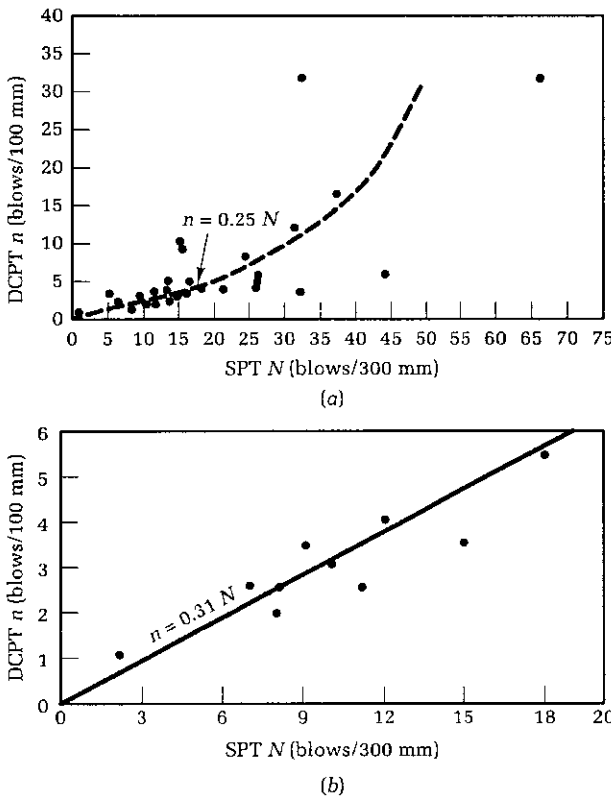 40
35
30
25
20
15
10
5
0
DCPT n (blows/100 mm)
n = 0.25 N
0 5 10 15 20 25 30 35 40 45 50 55 60 65 70 75
SPT N (blows/300 mm)
(a)
6
5
4
3
2
1
0
DCPT n (blows/100 mm)
n = 0.31 N
0 3 6 9 12 15 18 20
SPT N (blows/300 mm)
(b)